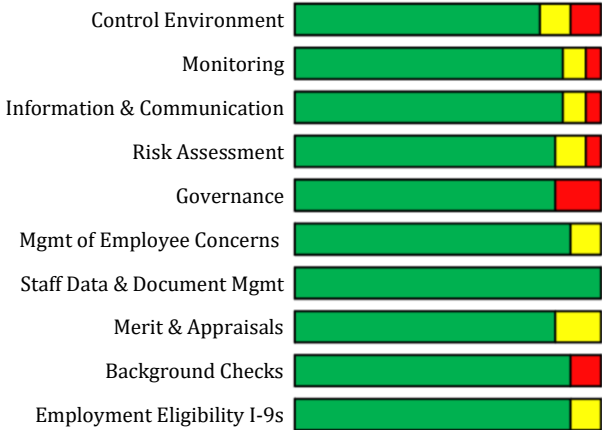 Control Environment
Monitoring
Information & Communication
Risk Assessment
Governance
Mgmt of Employee Concerns
Staff Data & Document Mgmt
Merit & Appraisals
Background Checks
Employment Eligibility I-9s